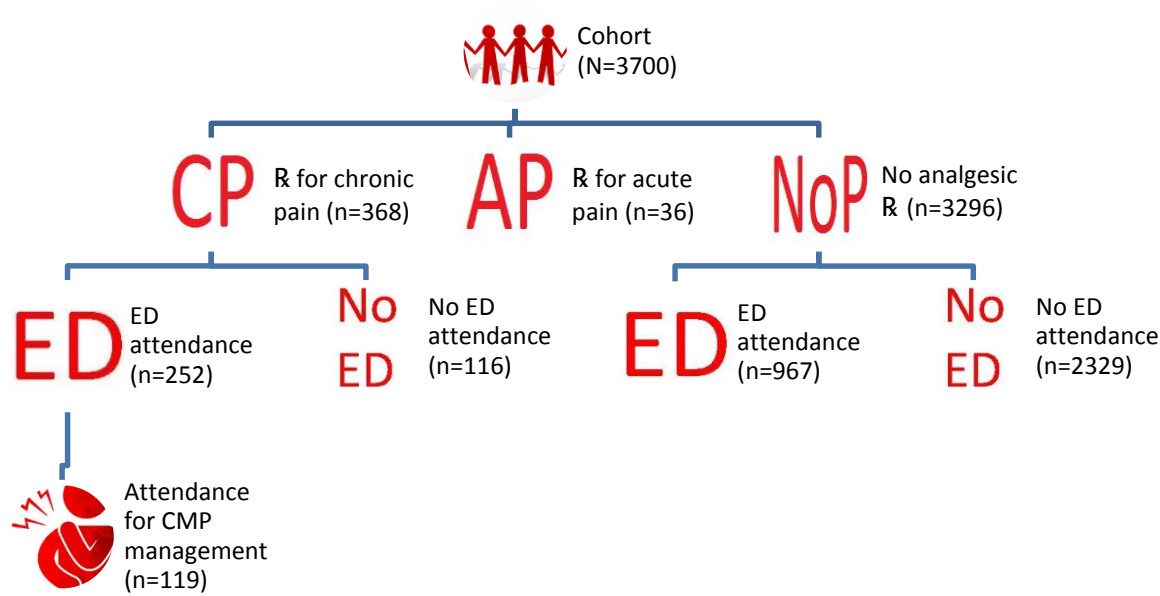 Cohort
(N=3700)
CP
℞ for chronic
pain (n=368)
AP
℞ for acute
pain (n=36)
NoP
No analgesic
℞ (n=3296)
ED
ED
attendance
(n=252)
No
ED
No ED
attendance
(n=116)
ED
ED
attendance
(n=967)
No
ED
No ED
attendance
(n=2329)
Attendance
for CMP
management
(n=119)